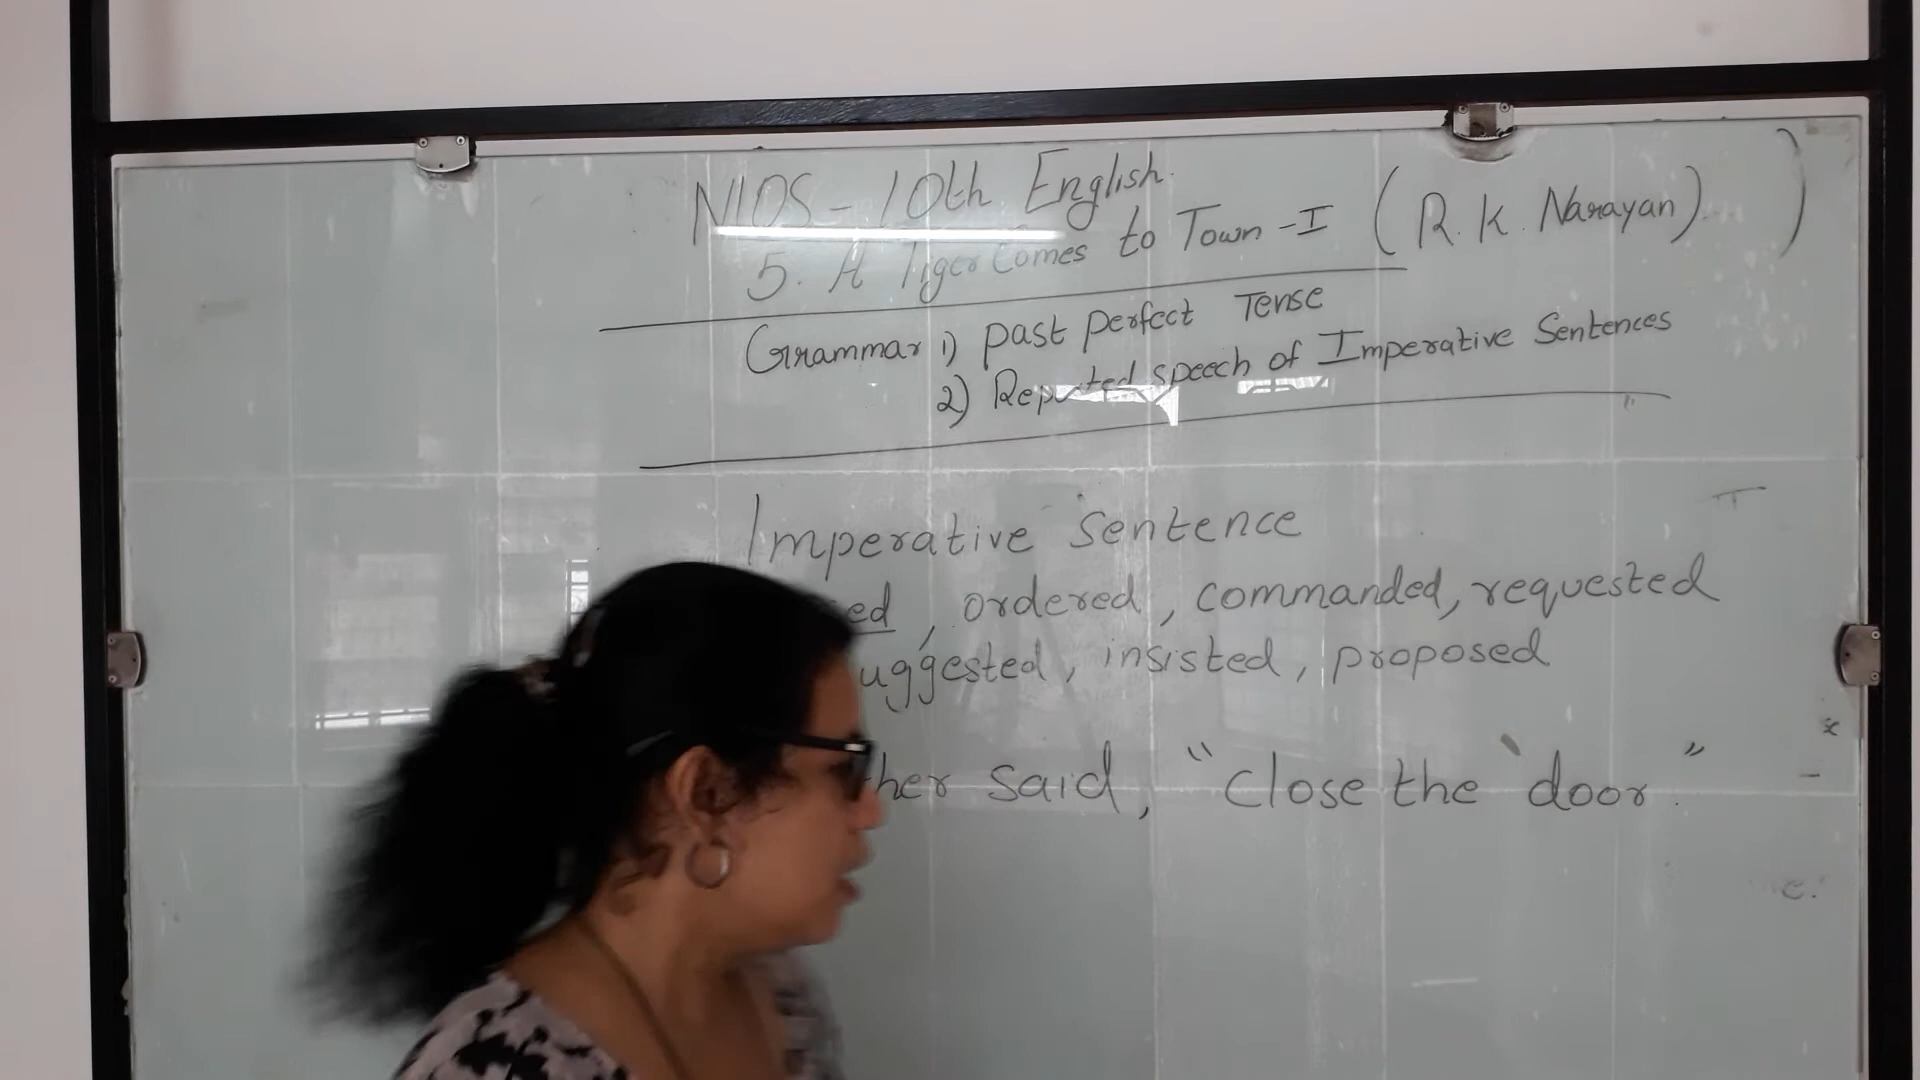 NIOS - 10th English.
5. A Tiger Comes to Town - I ( R. K. Narayan) )
Grammar 1) past perfect Tense
2) Reported speech of Imperative Sentences
Imperative Sentence
ed, ordered, commanded, requested
uggested, insisted, proposed
her said, "Close the door."